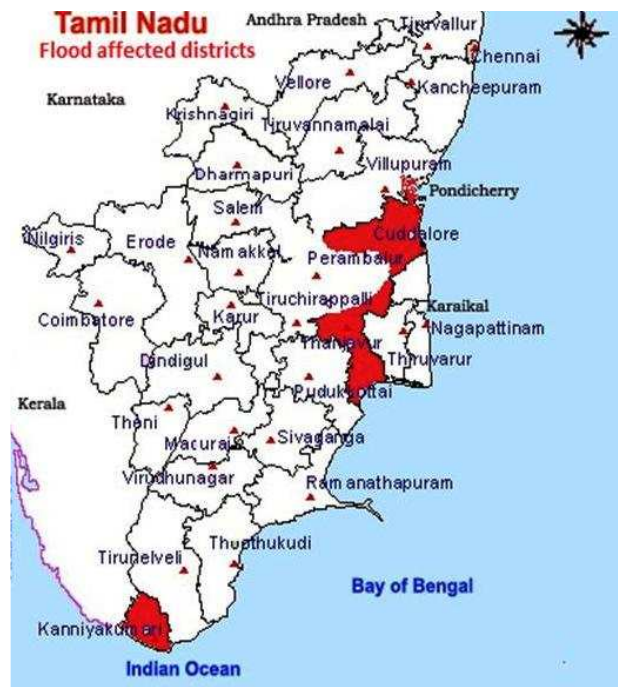 Tamil Nadu
Flood affected districts
Andhra Pradesh
Tiruvallur
Chennai
Vellore
Kancheepuram
Karnataka
Krishnagiri
Tiruvannamalai
Villupuram
Dharmapuri
Pondicherry
Salem
Cuddalore
Nilgiris
Erode
Namakkal
Perambalur
Tiruchirappalli
Karaikal
Coimbatore
Karur
Nagapattinam
Thanjavur
Dindigul
Thiruvarur
Pudukkottai
Kerala
Theni
Madurai
Sivaganga
Virudhunagar
Ramanathapuram
Thoothukudi
Tirunelveli
Bay of Bengal
Kanniyakumari
Indian Ocean